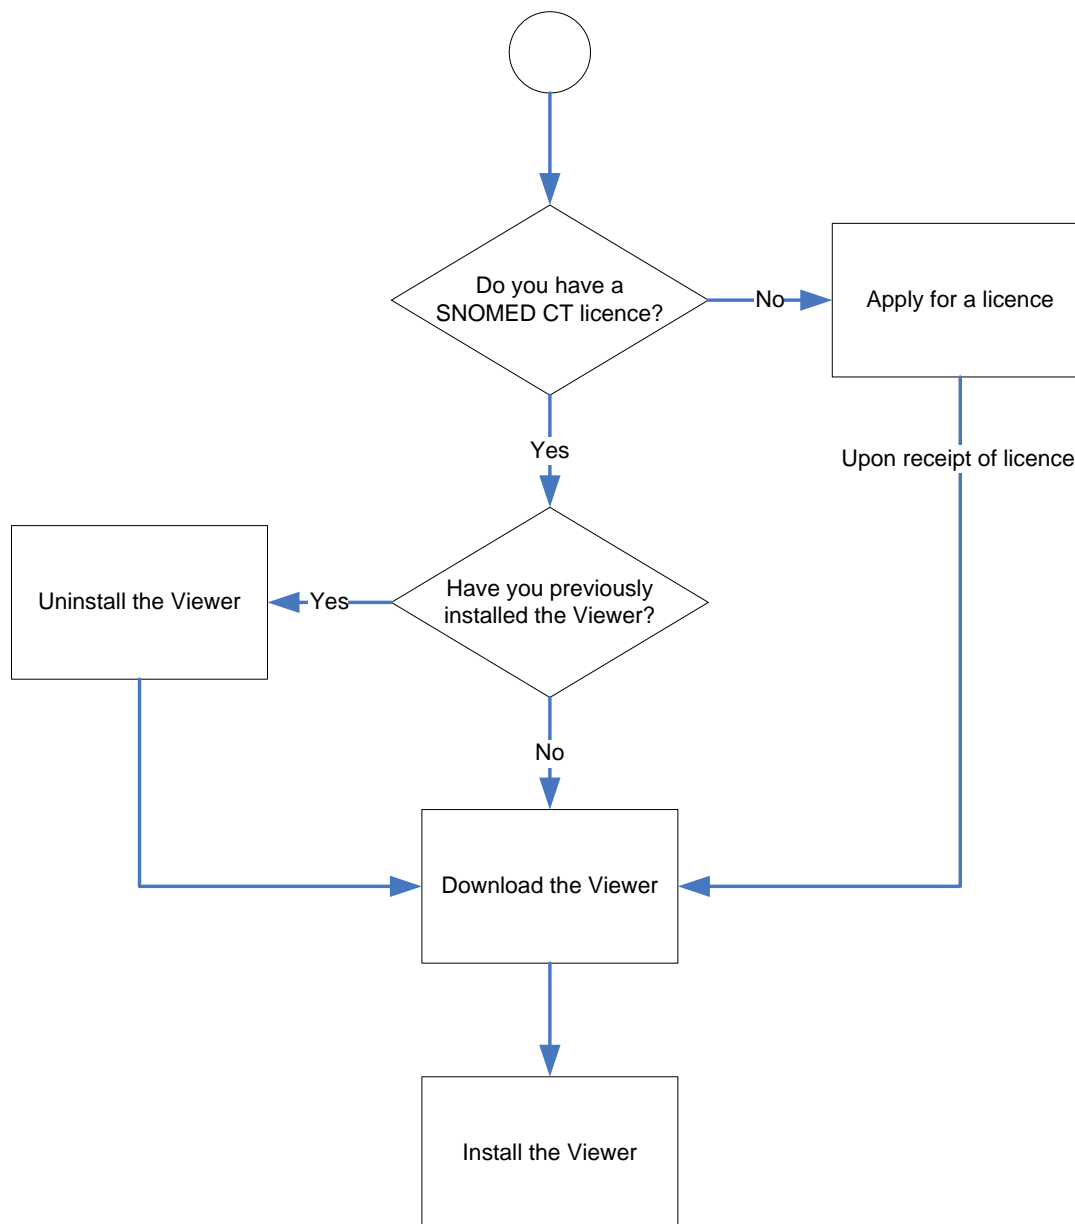 Do you have a
SNOMED CT licence?
No
Apply for a licence
Yes
Upon receipt of licence
Uninstall the Viewer
Yes
Have you previously
installed the Viewer?
No
Download the Viewer
Install the Viewer